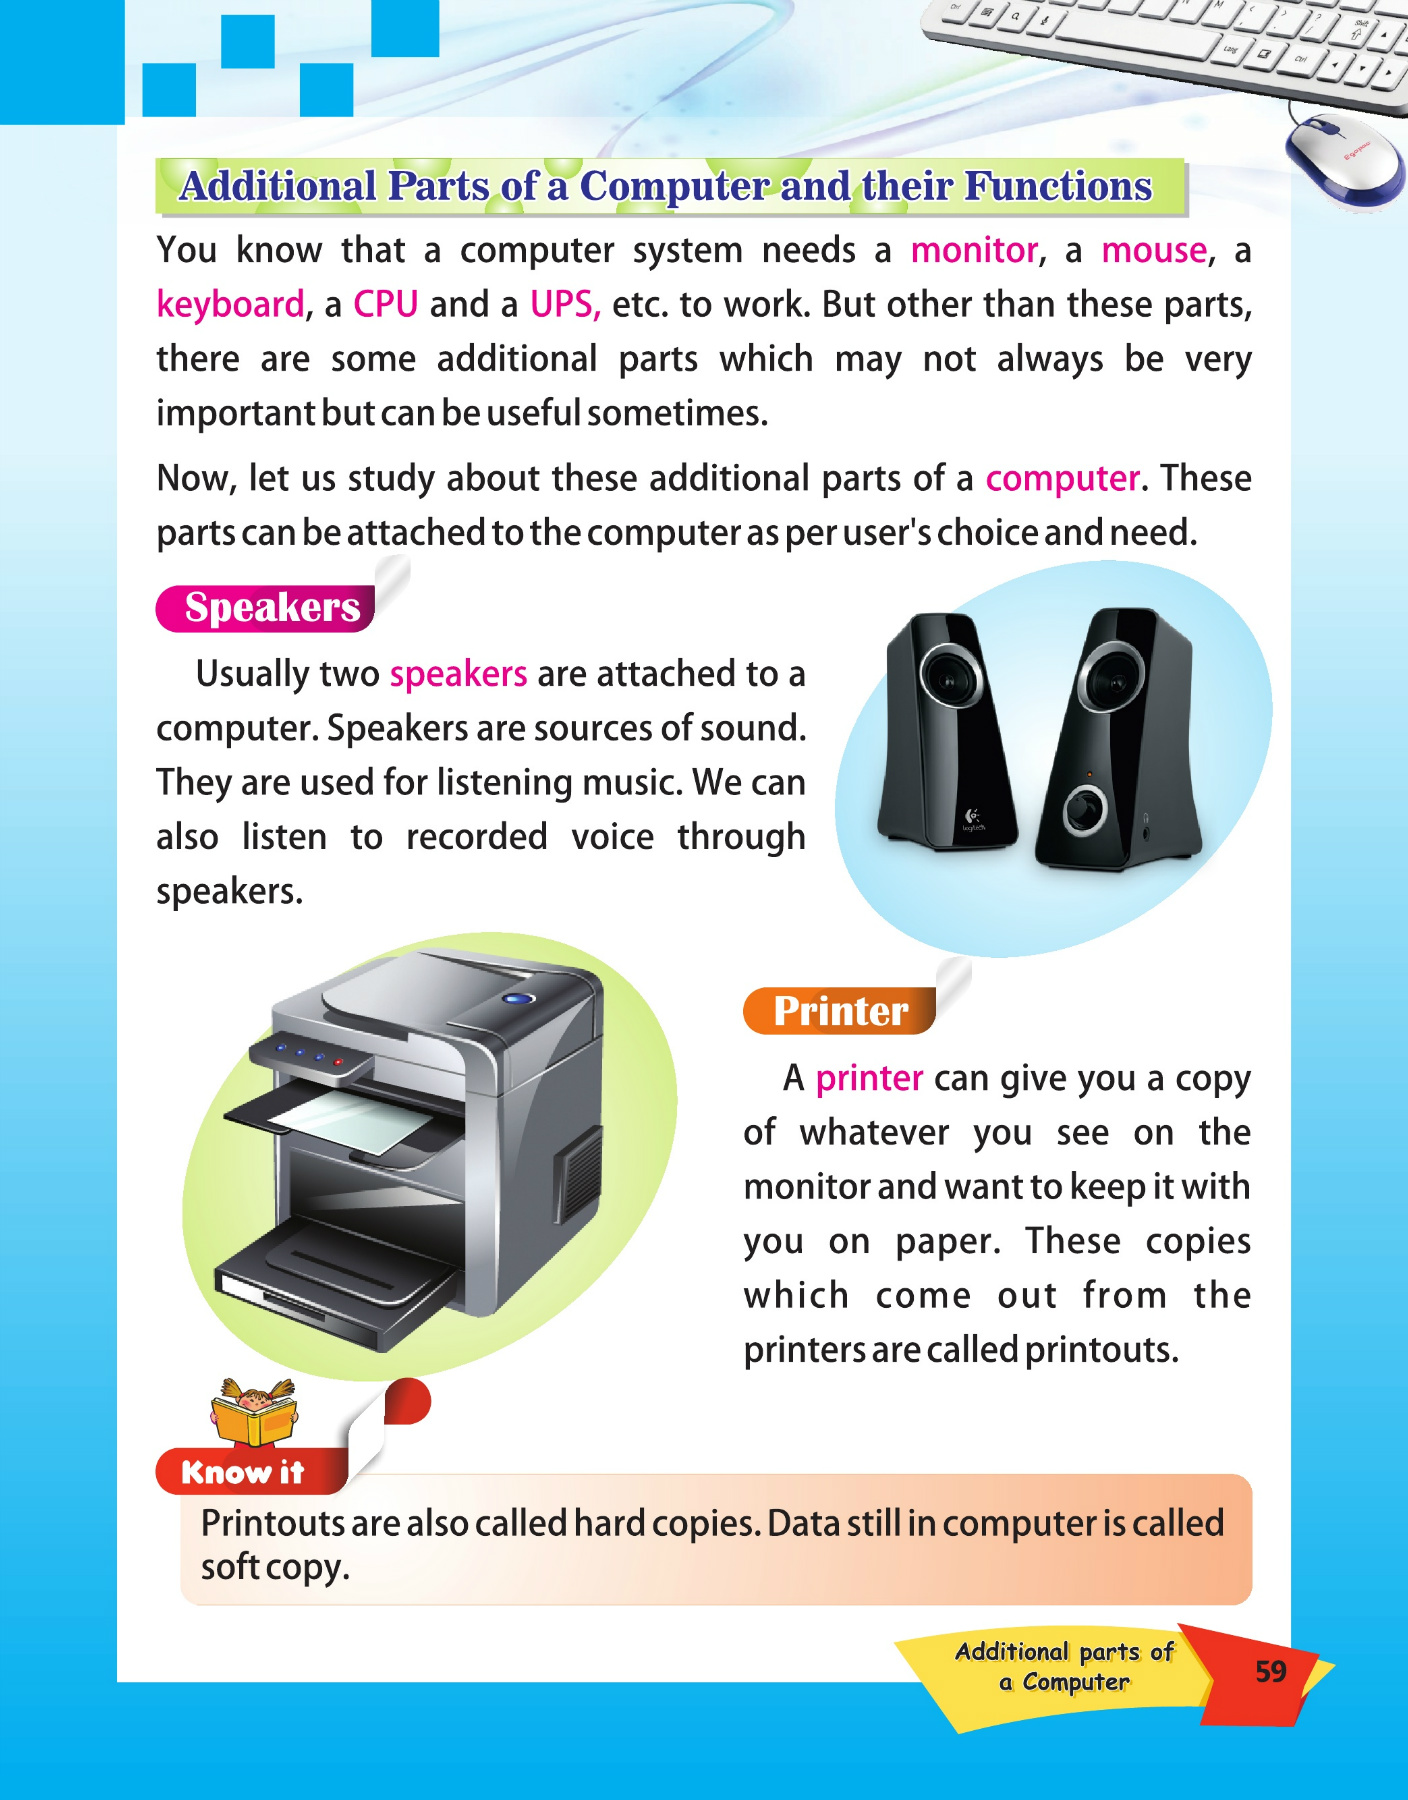 Additional Parts of a Computer and their Functions
You know that a computer system needs a monitor, a mouse, a
keyboard, a CPU and a UPS, etc. to work. But other than these parts,
there are some additional parts which may not always be very
important but can be useful sometimes.
Now, let us study about these additional parts of a computer. These
parts can be attached to the computer as per user's choice and need.
Speakers
Usually two speakers are attached to a
computer. Speakers are sources of sound.
They are used for listening music. We can
also listen to recorded voice through
speakers.
Logitech
Printer
A printer can give you a copy
of whatever you see on the
monitor and want to keep it with
you on paper. These copies
which come out from the
printers are called printouts.
Know it
Printouts are also called hard copies. Data still in computer is called
soft copy.
Additional parts of
a Computer
59